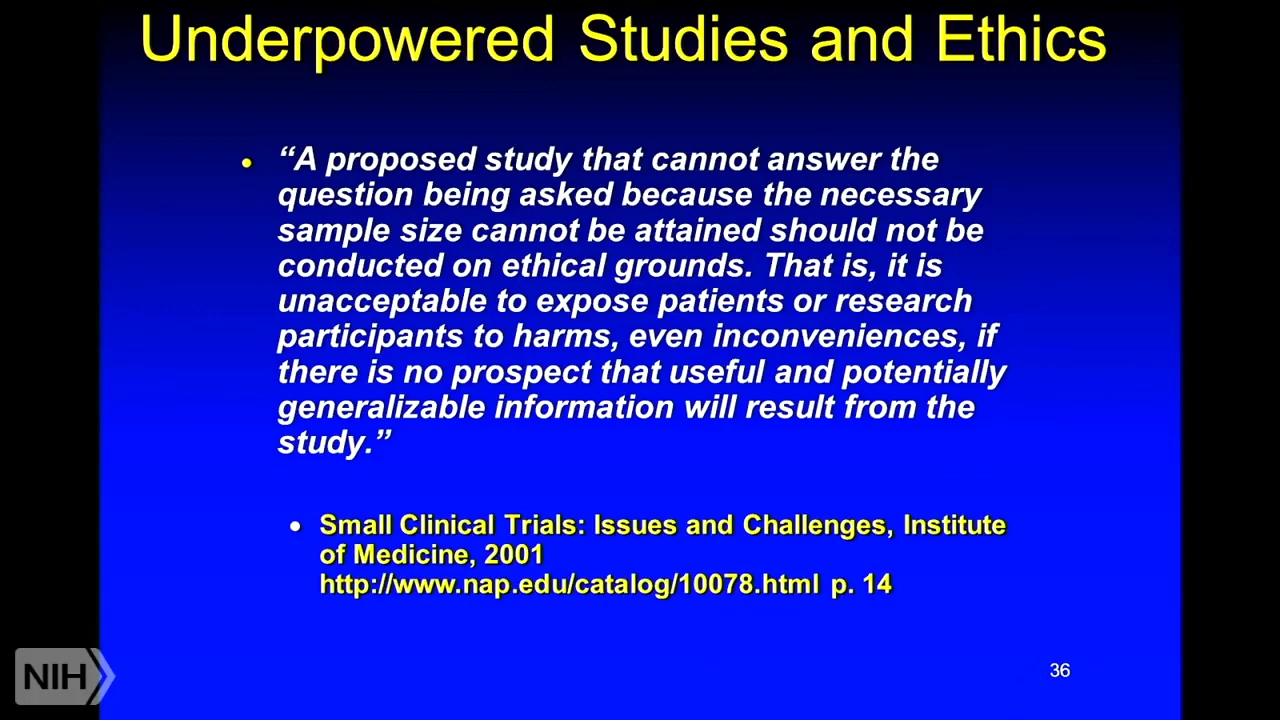 Underpowered Studies and Ethics
• “A proposed study that cannot answer the
question being asked because the necessary
sample size cannot be attained should not be
conducted on ethical grounds. That is, it is
unacceptable to expose patients or research
participants to harms, even inconveniences, if
there is no prospect that useful and potentially
generalizable information will result from the
study.”
• Small Clinical Trials: Issues and Challenges, Institute
of Medicine, 2001
http://www.nap.edu/catalog/10078.html p. 14
NIH
36